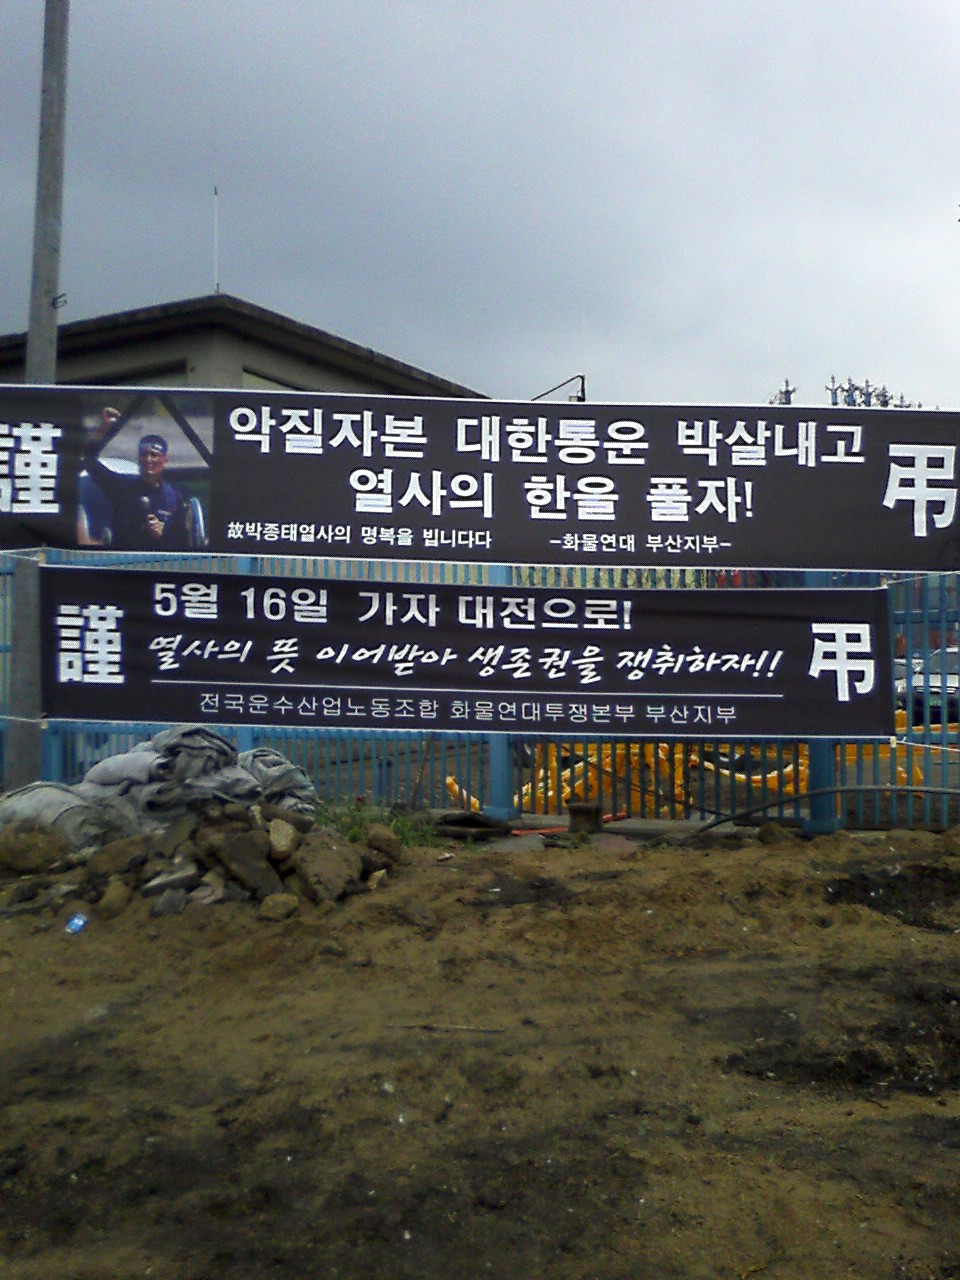 謹 弔
악질자본 대한통운 박살내고
열사의 한을 풀자!
故박종태열사의 명복을 빕니다다 -화물연대 부산지부-
謹 弔
5월 16일 가자 대전으로!
열사의 뜻 이어받아 생존권을 쟁취하자!!
전국운수산업노동조합 화물연대투쟁본부 부산지부